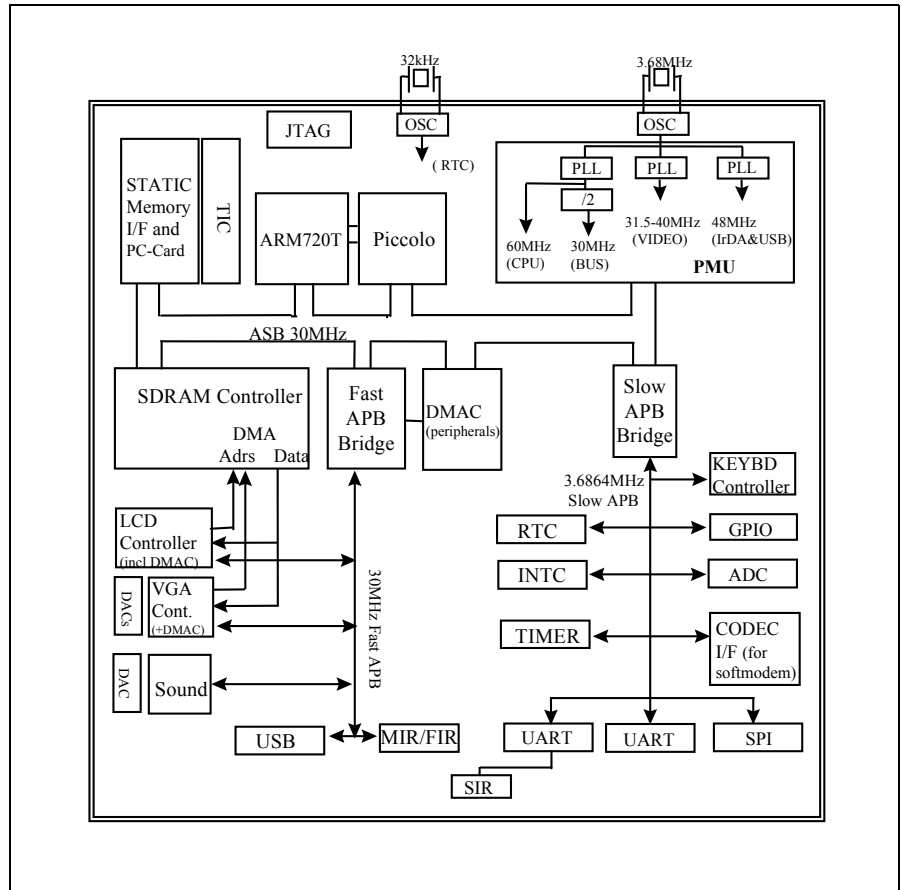 32kHz
3.68MHz
JTAG
OSC
OSC
( RTC)
STATIC
Memory
I/F and
PC-Card
TIC
ARM720T
Piccolo
PLL
PLL
PLL
/2
60MHz
(CPU)
30MHz
(BUS)
31.5-40MHz
(VIDEO)
48MHz
(IrDA&USB)
PMU
ASB 30MHz
SDRAM Controller
DMA
Adrs
Data
Fast
APB
Bridge
DMAC
(peripherals)
Slow
APB
Bridge
3.6864MHz
Slow APB
KEYBD
Controller
LCD
Controller
(incl DMAC)
RTC
GPIO
DACs
VGA
Cont.
(+DMAC)
INTC
ADC
30MHz Fast APB
TIMER
CODEC
I/F (for
softmodem)
DAC
Sound
USB
MIR/FIR
UART
UART
SPI
SIR